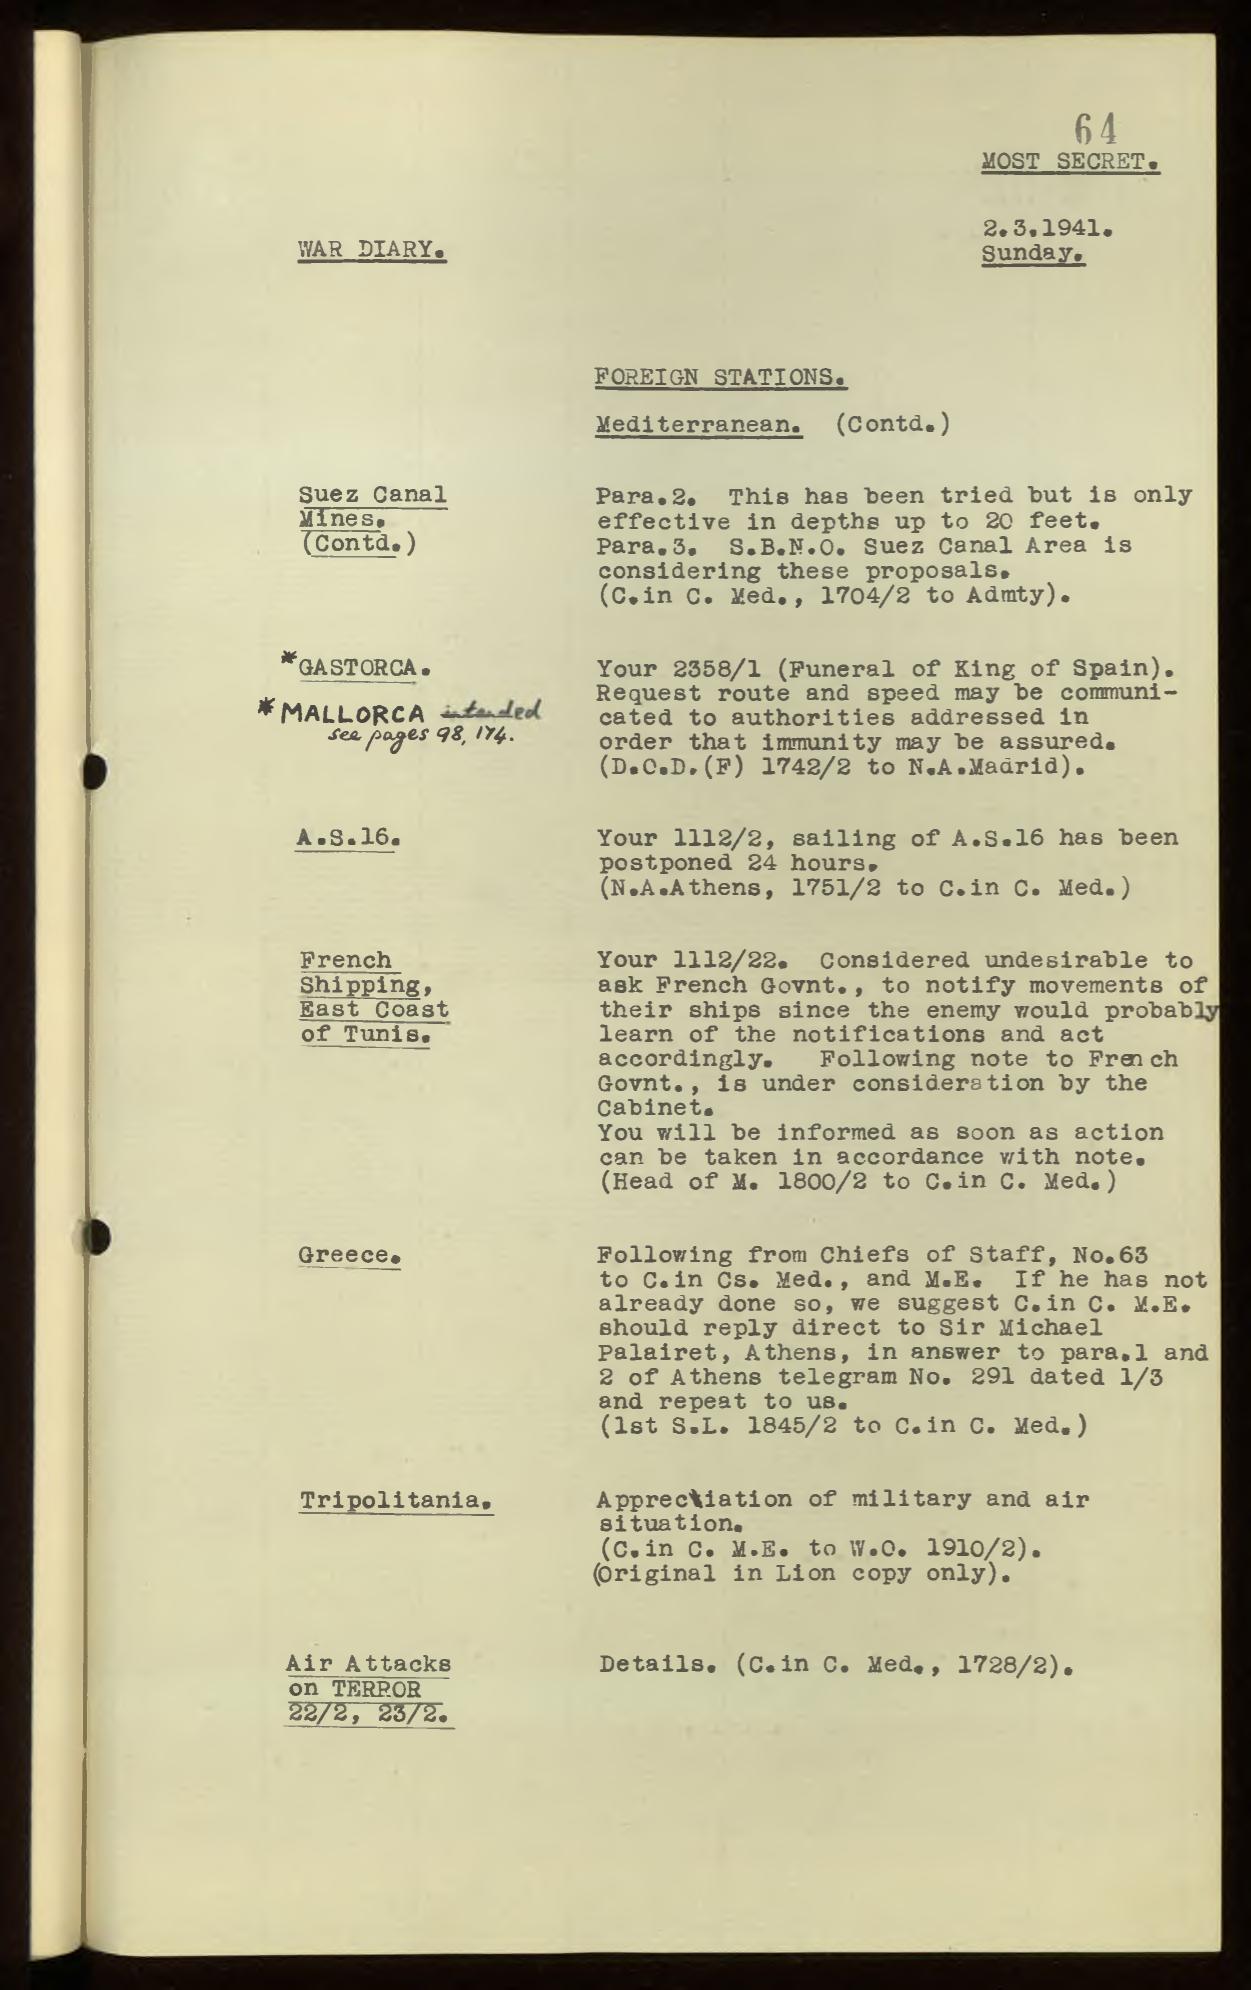 64
MOST SECRET.
2.3.1941.
Sunday.
WAR DIARY.
FOREIGN STATIONS.
Mediterranean. (Contd.)
Suez Canal
Mines.
(Contd.)
Para.2. This has been tried but is only
effective in depths up to 20 feet.
Para.3. S.B.N.O. Suez Canal Area is
considering these proposals.
(C.in C. Med., 1704/2 to Admty).
*GASTORCA.
* MALLORCA intended
see pages 98, 174.
Your 2358/1 (Funeral of King of Spain).
Request route and speed may be communi-
cated to authorities addressed in
order that immunity may be assured.
(D.O.D.(F) 1742/2 to N.A.Madrid).
A.S.16.
Your 1112/2, sailing of A.S.16 has been
postponed 24 hours.
(N.A.Athens, 1751/2 to C.in C. Med.)
French
Shipping,
East Coast
of Tunis.
Your 1112/22. Considered undesirable to
ask French Govnt., to notify movements of
their ships since the enemy would probably
learn of the notifications and act
accordingly. Following note to French
Govnt., is under consideration by the
Cabinet.
You will be informed as soon as action
can be taken in accordance with note.
(Head of M. 1800/2 to C.in C. Med.)
Greece.
Following from Chiefs of Staff, No.63
to C.in Cs. Med., and M.E. If he has not
already done so, we suggest C.in C. M.E.
should reply direct to Sir Michael
Palairet, Athens, in answer to para.1 and
2 of Athens telegram No. 291 dated 1/3
and repeat to us.
(1st S.L. 1845/2 to C.in C. Med.)
Tripolitania.
Appreciation of military and air
situation.
(C.in C. M.E. to W.O. 1910/2).
(Original in Lion copy only).
Air Attacks
on TERROR
22/2, 23/2.
Details. (C.in C. Med., 1728/2).